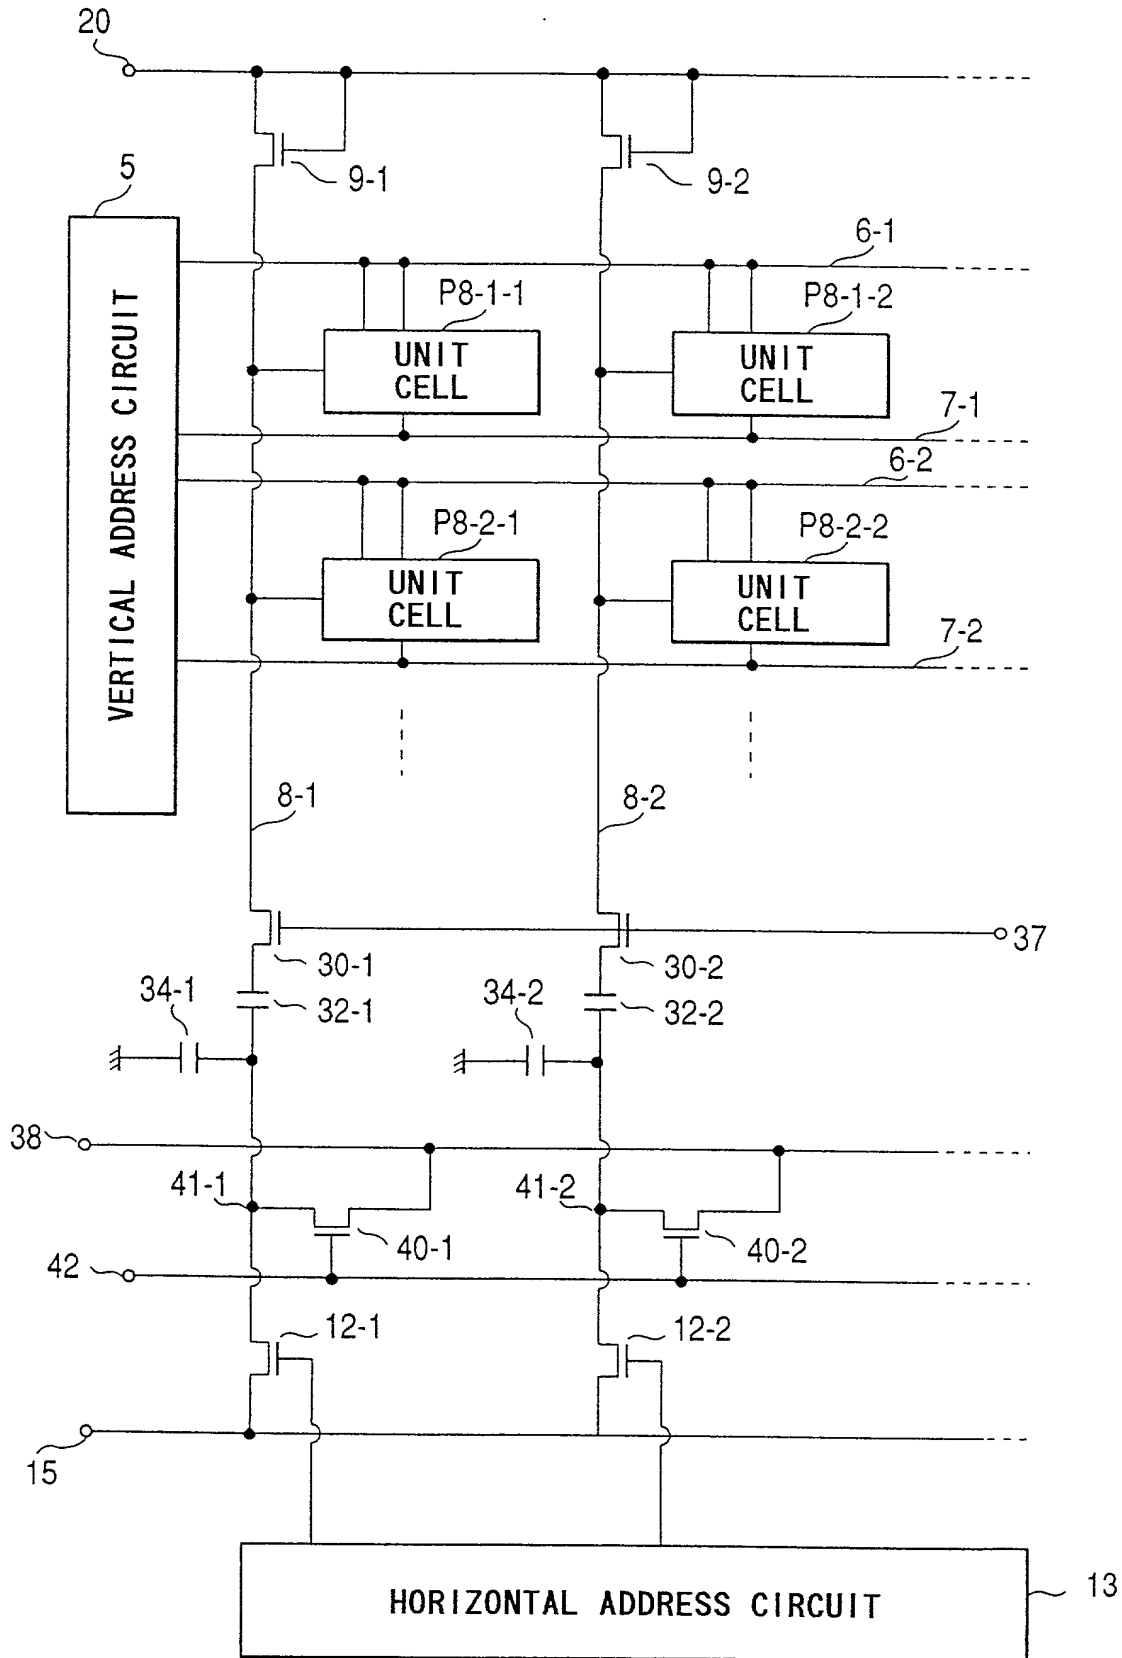 20
5
9-1
9-2
6-1
P8-1-1
P8-1-2
UNIT
CELL
UNIT
CELL
7-1
6-2
P8-2-1
P8-2-2
UNIT
CELL
UNIT
CELL
7-2
VERTICAL ADDRESS CIRCUIT
8-1
8-2
37
30-1
30-2
34-1
32-1
34-2
32-2
38
41-1
41-2
40-1
40-2
42
12-1
12-2
15
13
HORIZONTAL ADDRESS CIRCUIT